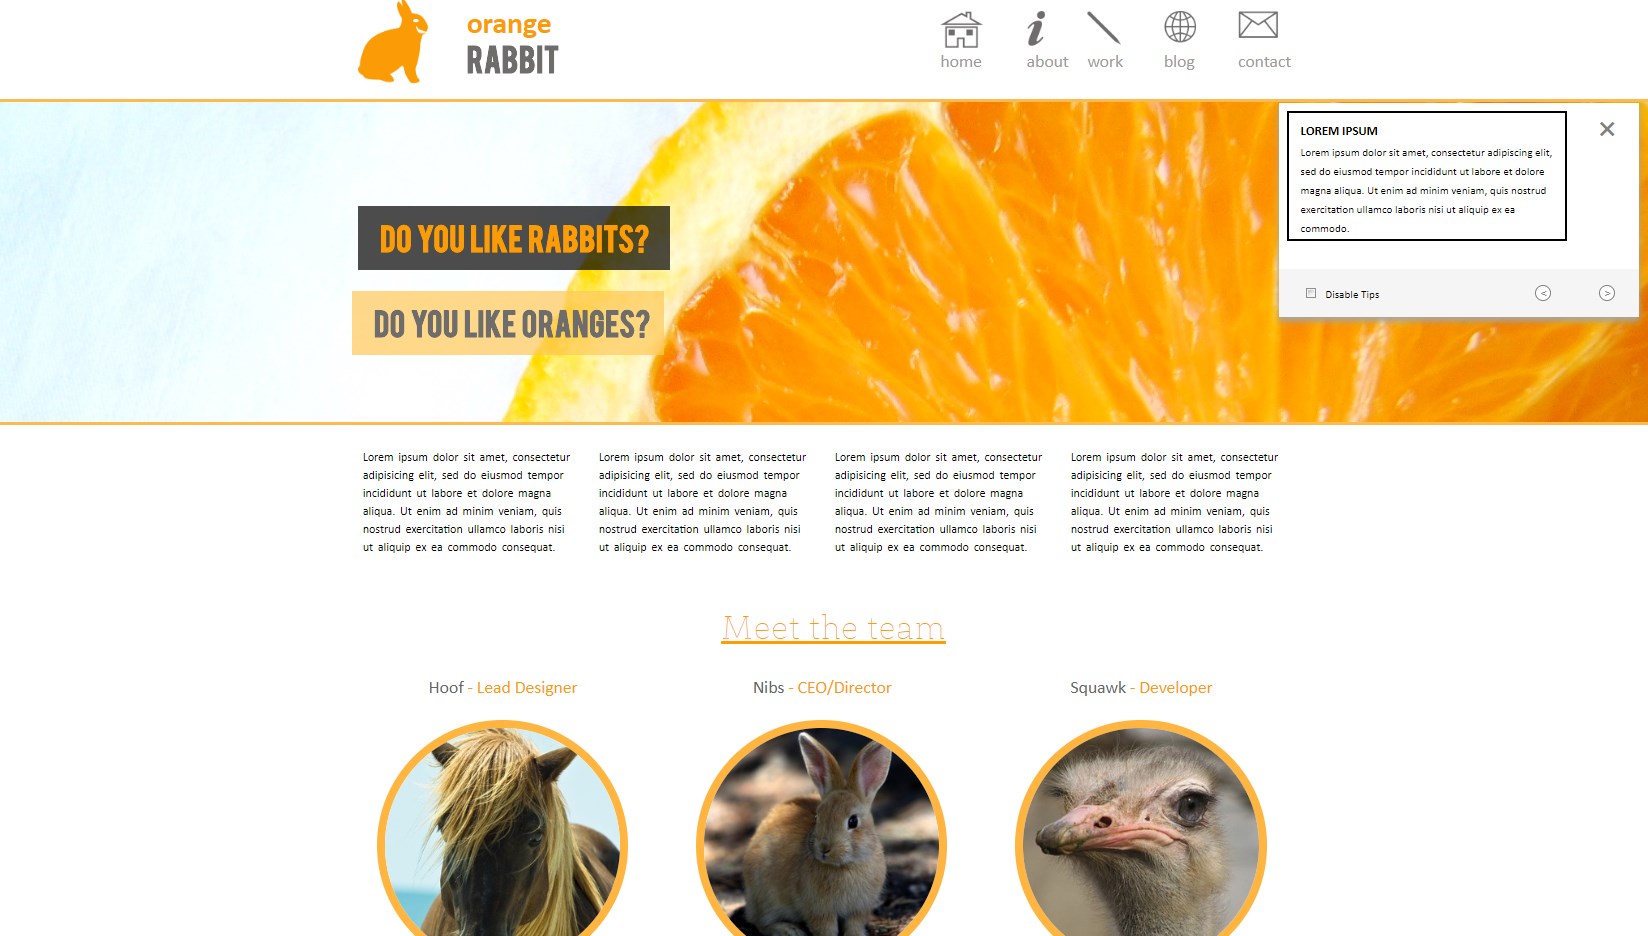 orange
RABBIT
home about work blog contact
LOREM IPSUM
Lorem ipsum dolor sit amet, consectetur adipiscing elit,
sed do eiusmod tempor incididunt ut labore et dolore
magna aliqua. Ut enim ad minim veniam, quis nostrud
exercitation ullamco laboris nisi ut aliquip ex ea
commodo.
Disable Tips < >
DO YOU LIKE RABBITS?
DO YOU LIKE ORANGES?
Lorem ipsum dolor sit amet, consectetur
adipisicing elit, sed do eiusmod tempor
incididunt ut labore et dolore magna
aliqua. Ut enim ad minim veniam, quis
nostrud exercitation ullamco laboris nisi
ut aliquip ex ea commodo consequat.
Lorem ipsum dolor sit amet, consectetur
adipisicing elit, sed do eiusmod tempor
incididunt ut labore et dolore magna
aliqua. Ut enim ad minim veniam, quis
nostrud exercitation ullamco laboris nisi
ut aliquip ex ea commodo consequat.
Lorem ipsum dolor sit amet, consectetur
adipisicing elit, sed do eiusmod tempor
incididunt ut labore et dolore magna
aliqua. Ut enim ad minim veniam, quis
nostrud exercitation ullamco laboris nisi
ut aliquip ex ea commodo consequat.
Lorem ipsum dolor sit amet, consectetur
adipisicing elit, sed do eiusmod tempor
incididunt ut labore et dolore magna
aliqua. Ut enim ad minim veniam, quis
nostrud exercitation ullamco laboris nisi
ut aliquip ex ea commodo consequat.
Meet the team
Hoof - Lead Designer
Nibs - CEO/Director
Squawk - Developer